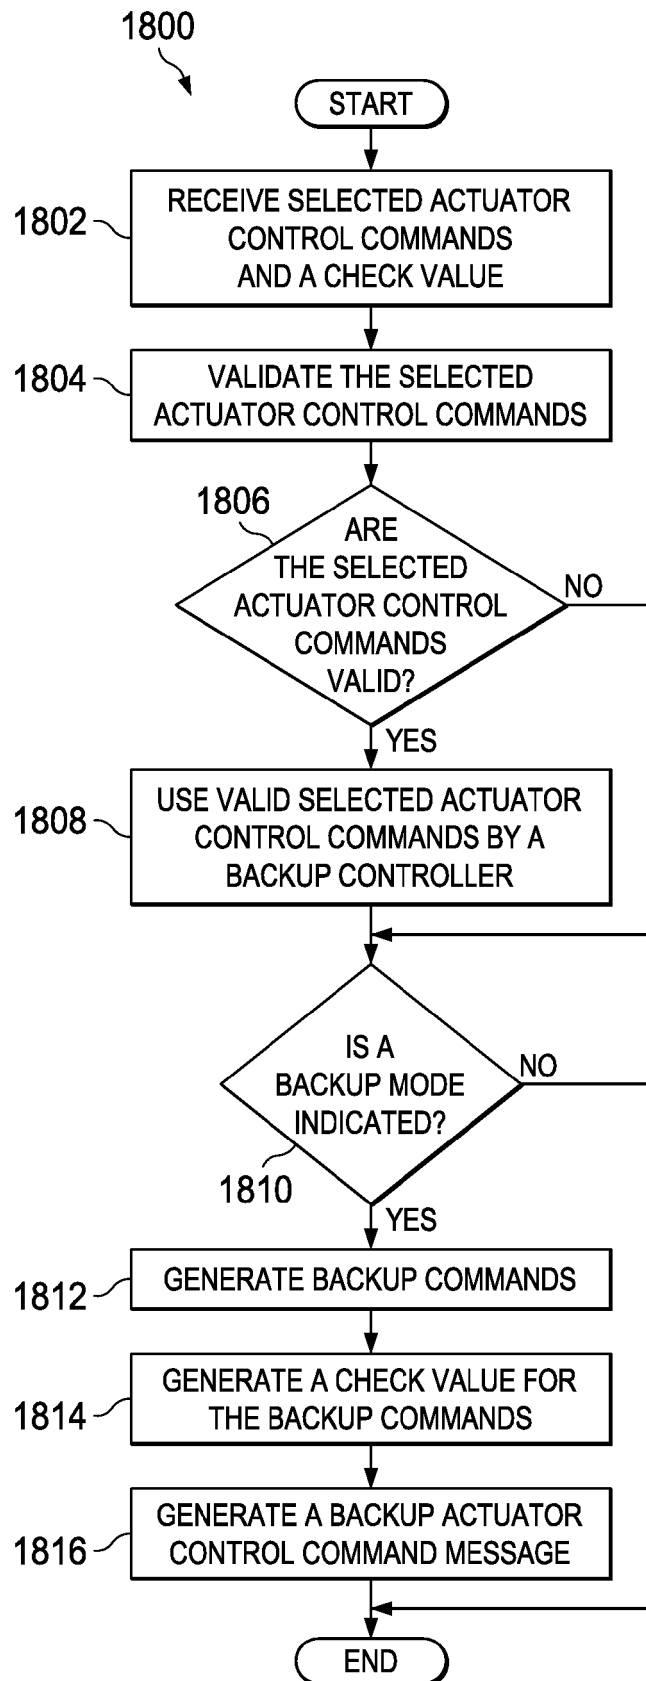 1800
START
1802
RECEIVE SELECTED ACTUATOR
CONTROL COMMANDS
AND A CHECK VALUE
1804
VALIDATE THE SELECTED
ACTUATOR CONTROL COMMANDS
1806
ARE
THE SELECTED
ACTUATOR CONTROL
COMMANDS
VALID?
NO
YES
1808
USE VALID SELECTED ACTUATOR
CONTROL COMMANDS BY A
BACKUP CONTROLLER
IS A
BACKUP MODE
INDICATED?
NO
1810
YES
1812
GENERATE BACKUP COMMANDS
1814
GENERATE A CHECK VALUE FOR
THE BACKUP COMMANDS
1816
GENERATE A BACKUP ACTUATOR
CONTROL COMMAND MESSAGE
END